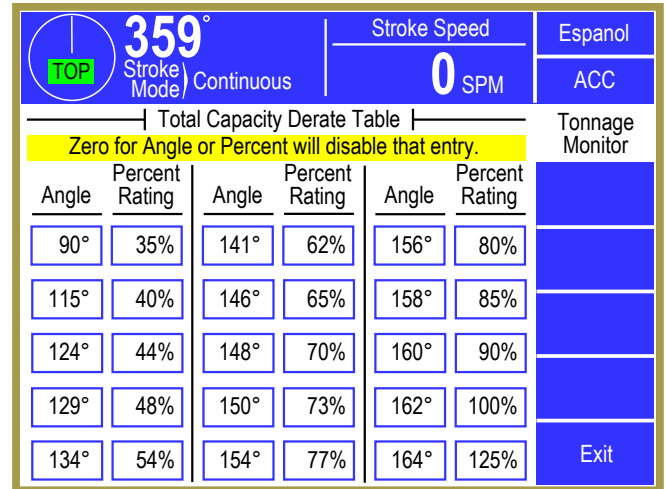 TOP
359°
Stroke Mode) Continuous
Stroke Speed
0 SPM
Espanol
ACC
Total Capacity Derate Table
Zero for Angle or Percent will disable that entry.
Tonnage
Monitor
Percent Percent Percent
Angle Rating Angle Rating Angle Rating
90° 35% 141° 62% 156° 80%
115° 40% 146° 65% 158° 85%
124° 44% 148° 70% 160° 90%
129° 48% 150° 73% 162° 100%
134° 54% 154° 77% 164° 125%
Exit